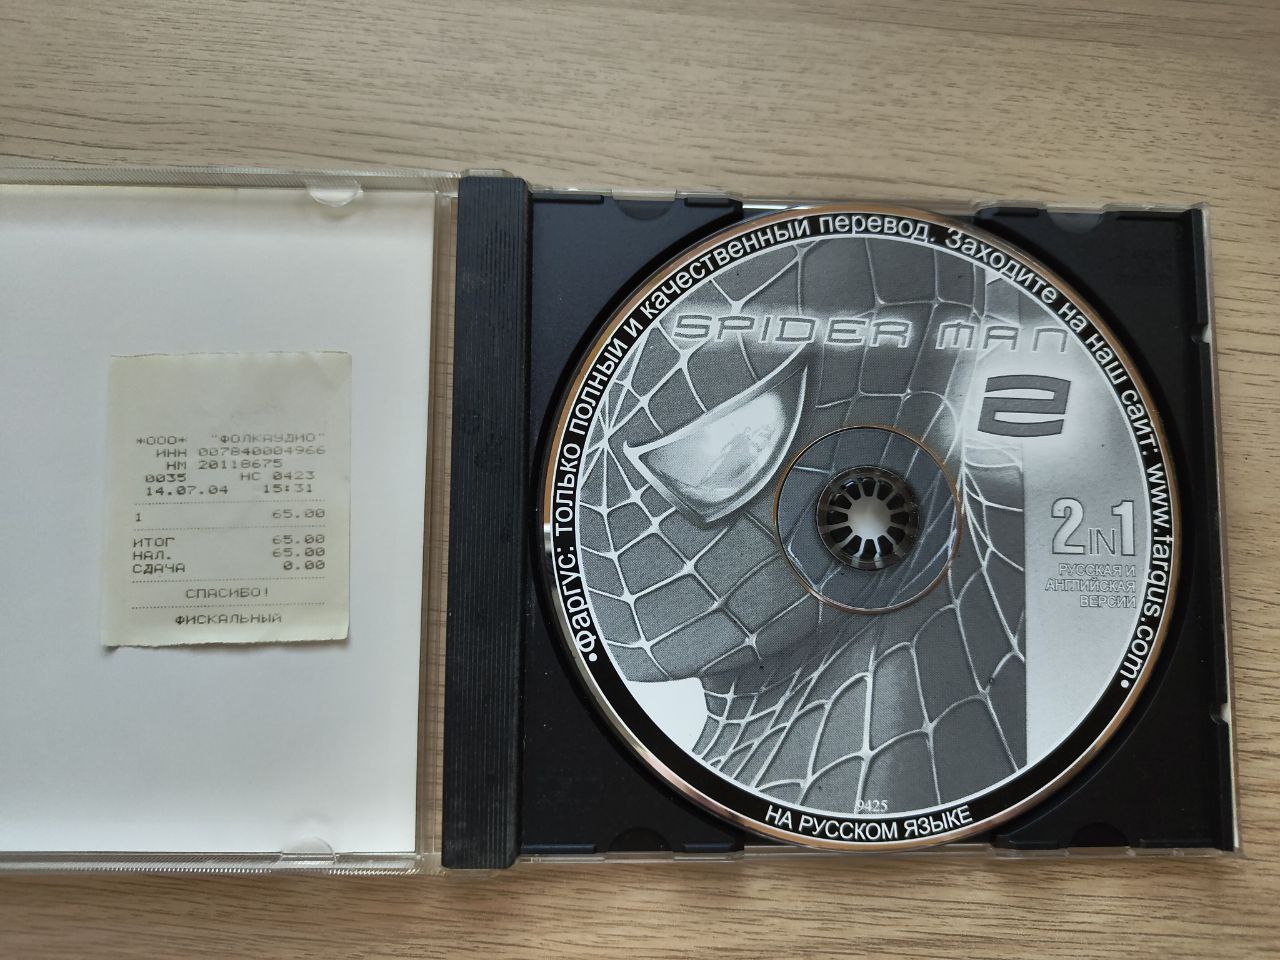 *ООО* "ФОЛКАУДИО"
ИНН 007840004966
НМ 20118675
0035 НС 0423
14.07.04 15:31
1 65.00
ИТОГ 65.00
НАЛ. 65.00
СДАЧА 0.00
СПАСИБО!
ФИСКАЛЬНЫЙ
•Фаргус: только полный и качественный перевод. Заходите на наш сайт: www.fargus.com•
SPIDER MAN
2
2IN1
РУССКАЯ И
АНГЛИЙСКАЯ
ВЕРСИИ
9425
НА РУССКОМ ЯЗЫКЕ